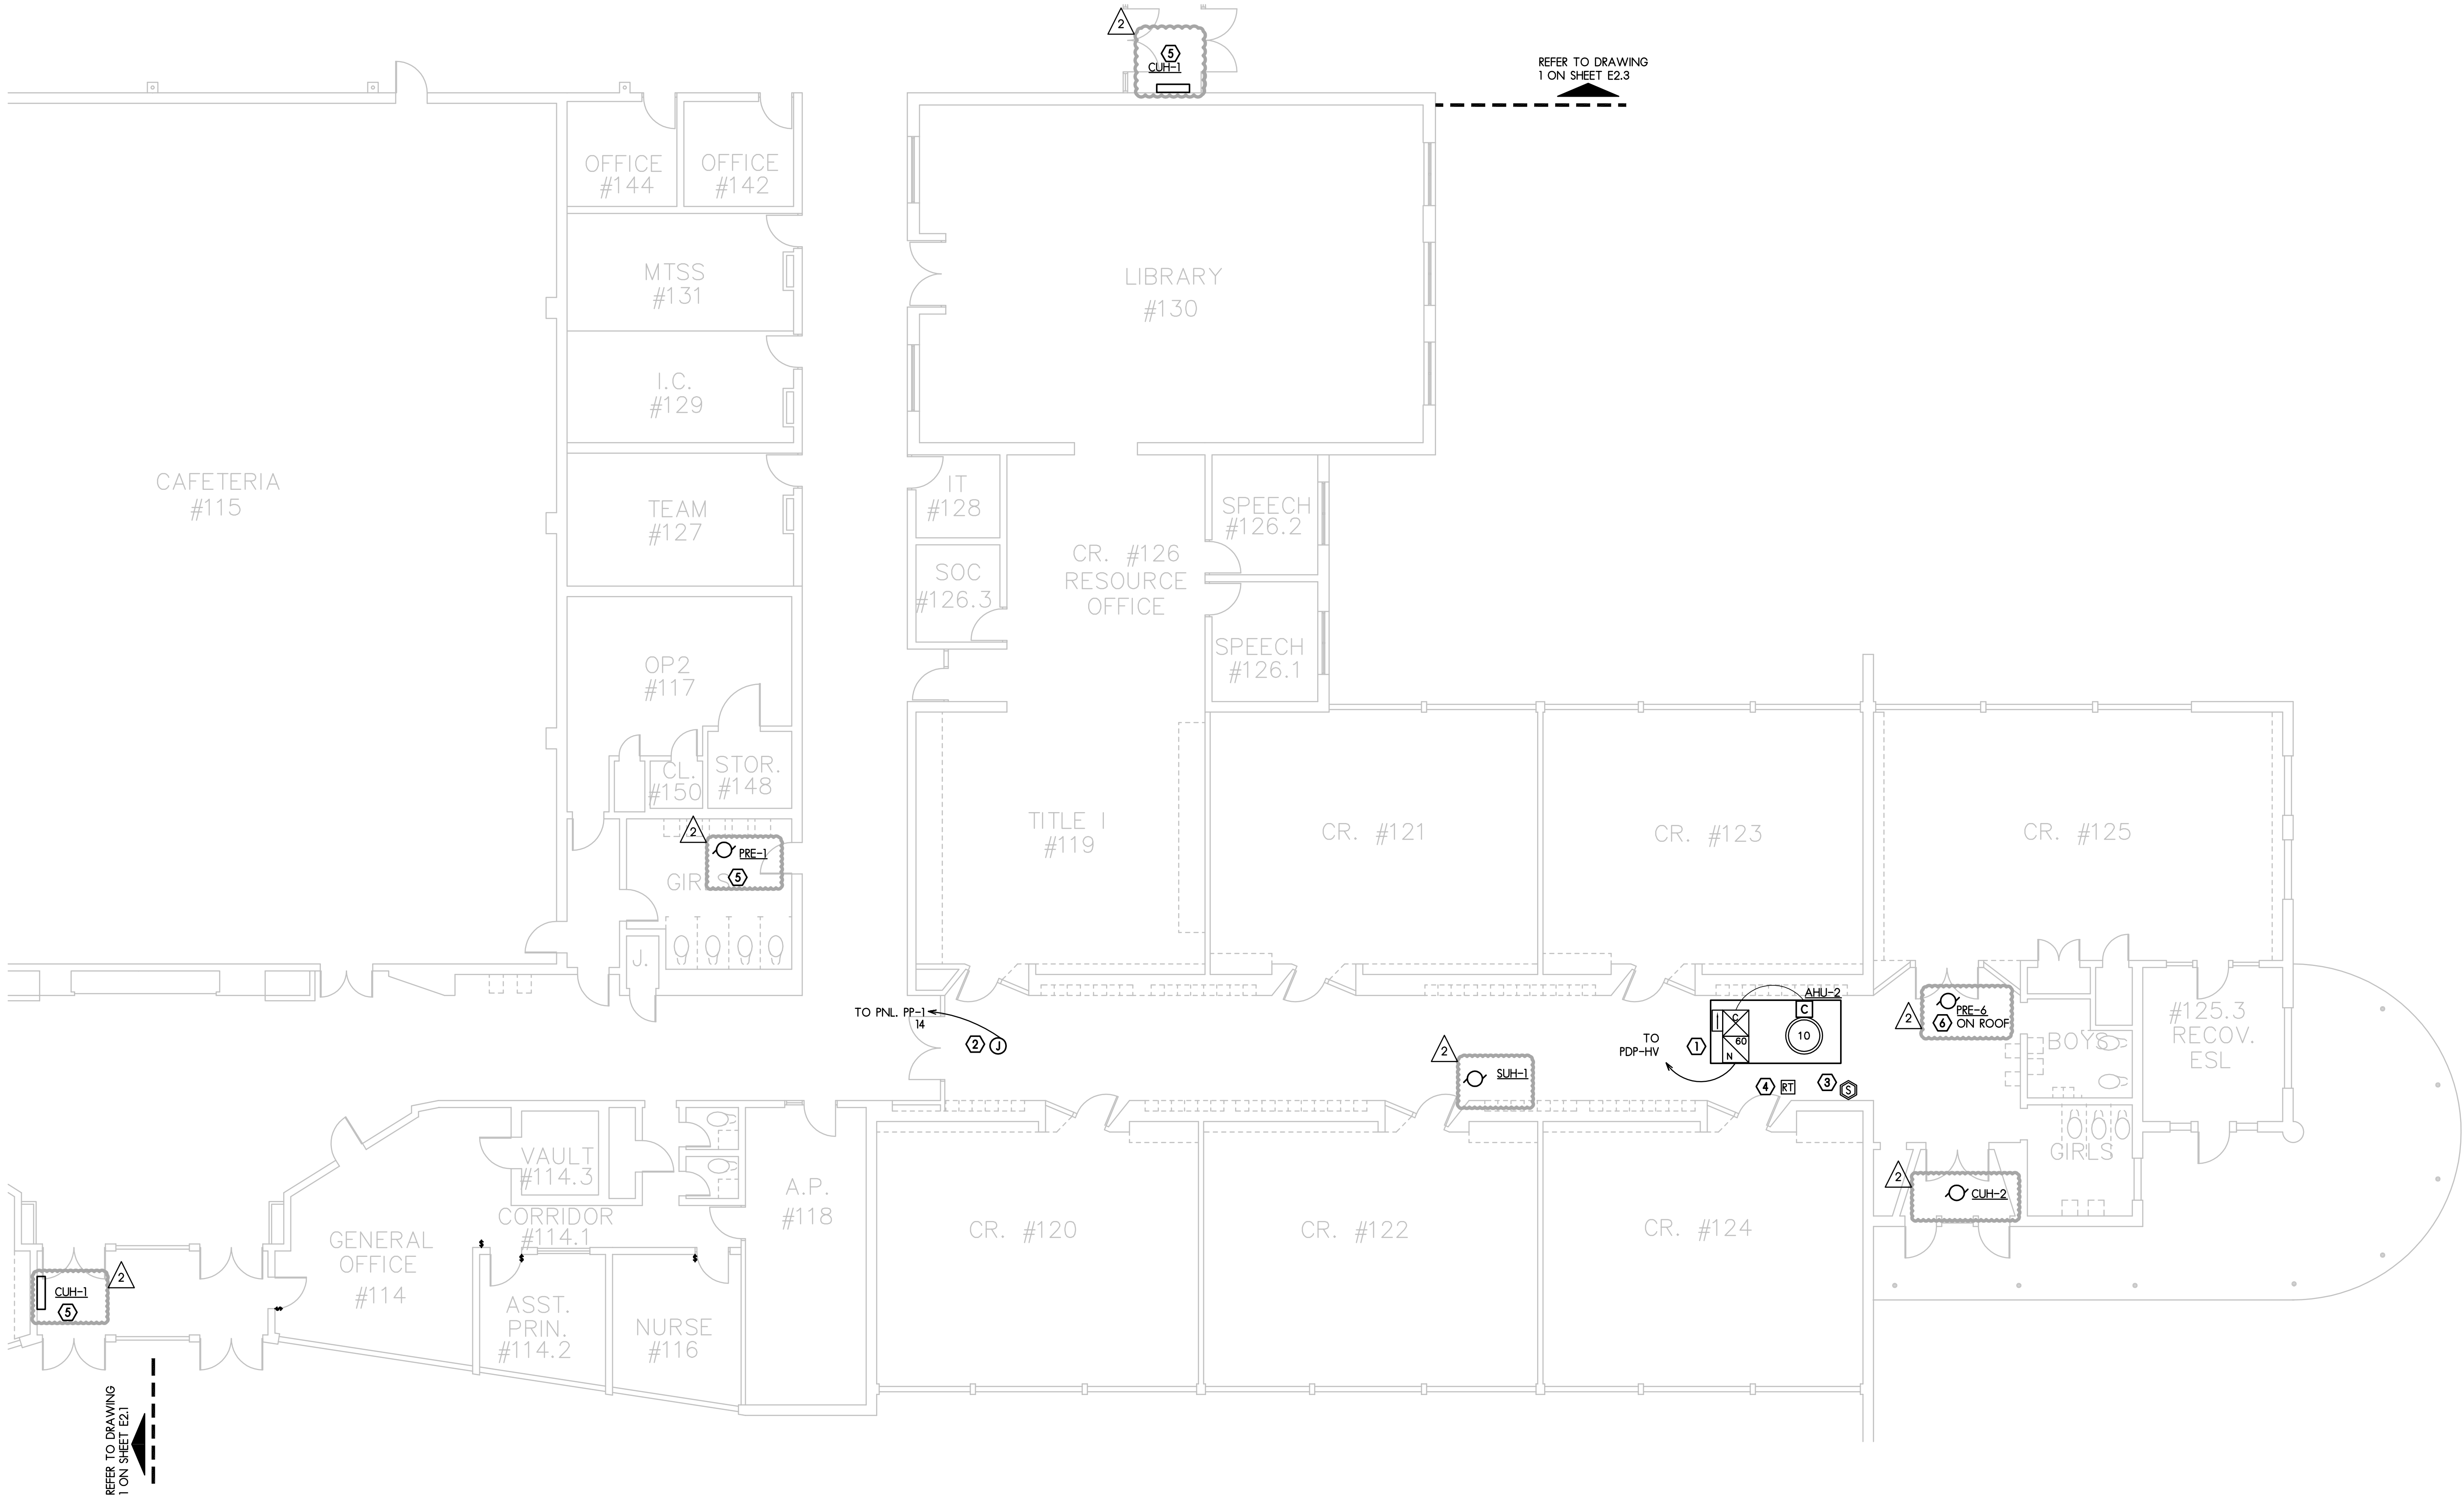 2
5
CUH-1
REFER TO DRAWING
1 ON SHEET E2.3
OFFICE
#144
OFFICE
#142
MTSS
#131
LIBRARY
#130
I.C.
#129
CAFETERIA
#115
TEAM
#127
IT
#128
SPEECH
#126.2
CR. #126
RESOURCE
OFFICE
SOC
#126.3
SPEECH
#126.1
OP2
#117
CL.
#150
STOR.
#148
2
PRE-1
5
GIRLS
J.
TITLE I
#119
CR. #121
CR. #123
CR. #125
TO PNL. PP-1
14
2
J
AHU-2
C
C
60
N
10
TO
PDP-HV
1
4
RT
3
S
2
SUH-1
2
PRE-6
6
ON ROOF
BOYS
#125.3
RECOV.
ESL
GIRLS
2
CUH-2
VAULT
#114.3
CORRIDOR
#114.1
A.P.
#118
GENERAL
OFFICE
#114
ASST.
PRIN.
#114.2
NURSE
#116
CR. #120
CR. #122
CR. #124
2
CUH-1
5
REFER TO DRAWING
1 ON SHEET E2.1